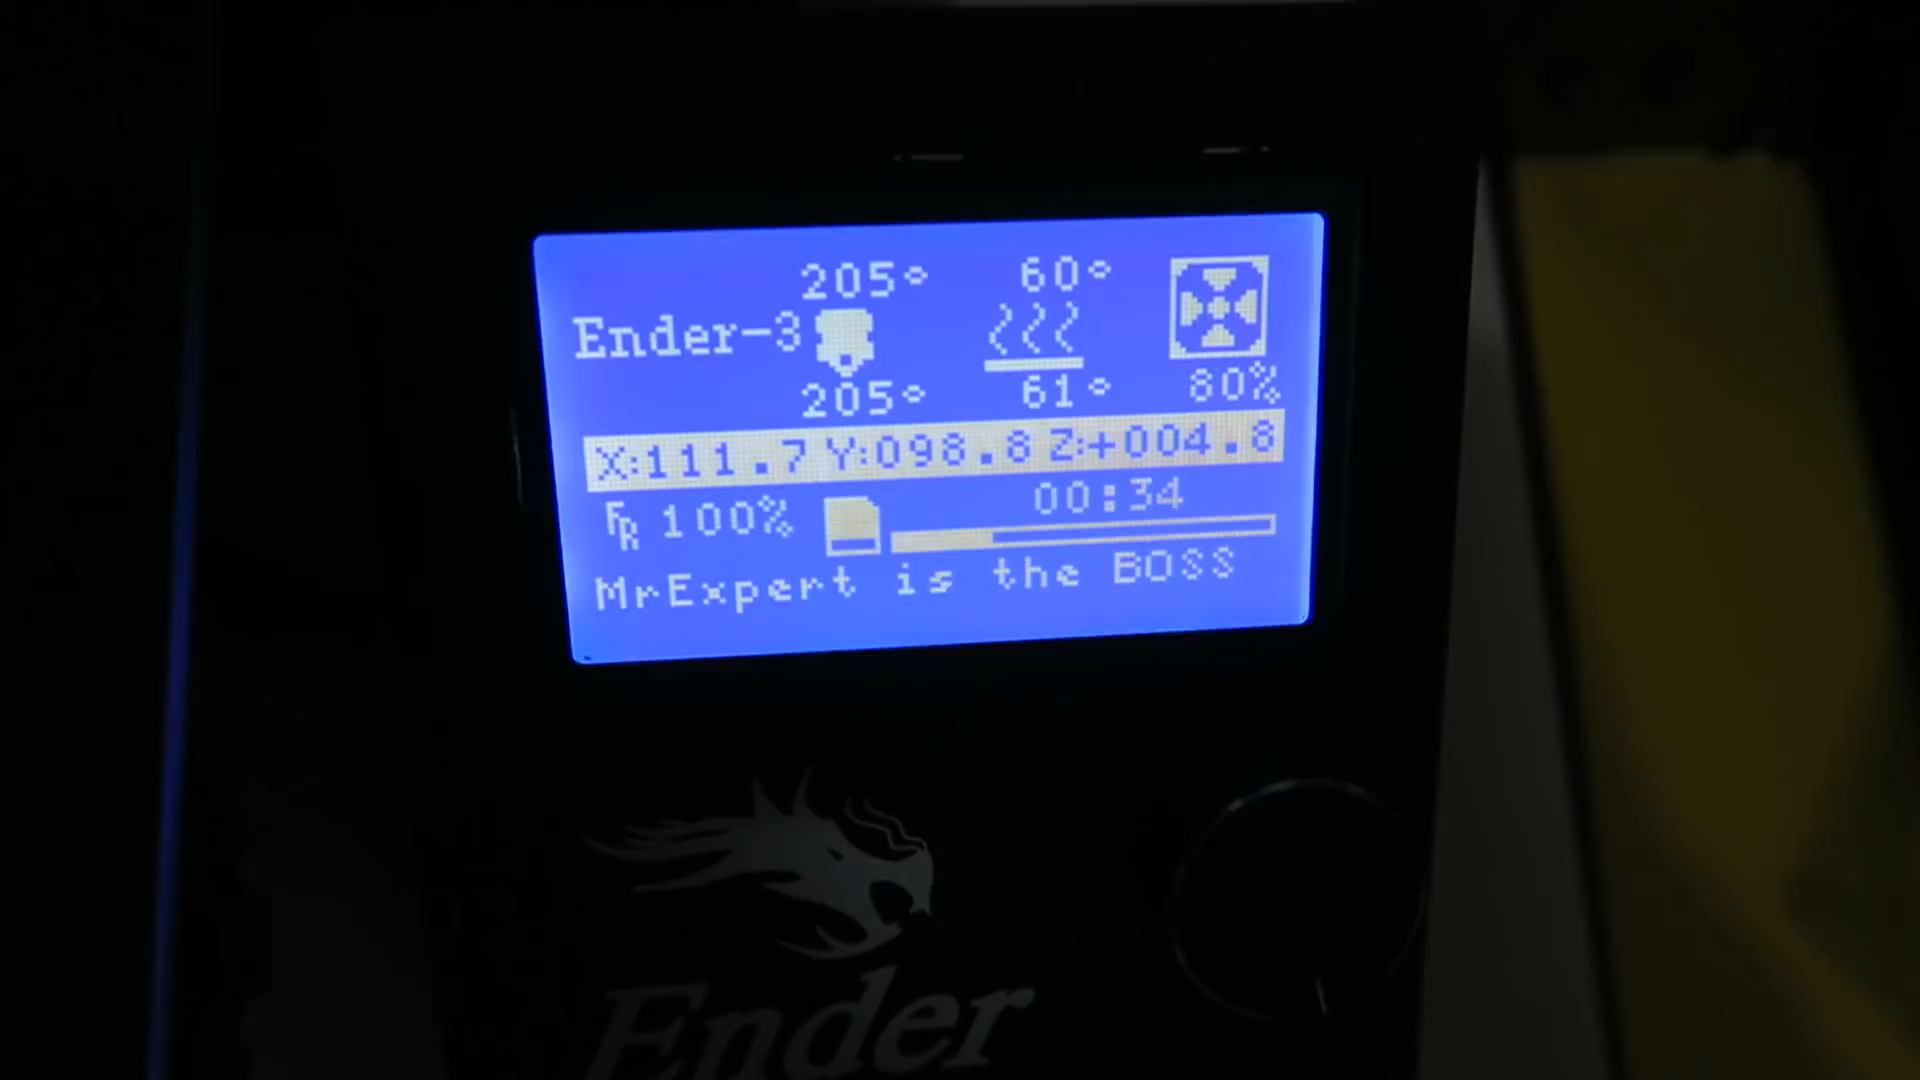 205° 60°
Ender-3
205° 61° 80%
X:111.7 Y:098.8 Z:+004.8
FR 100% 00:34
MrExpert is the BOSS
Ender